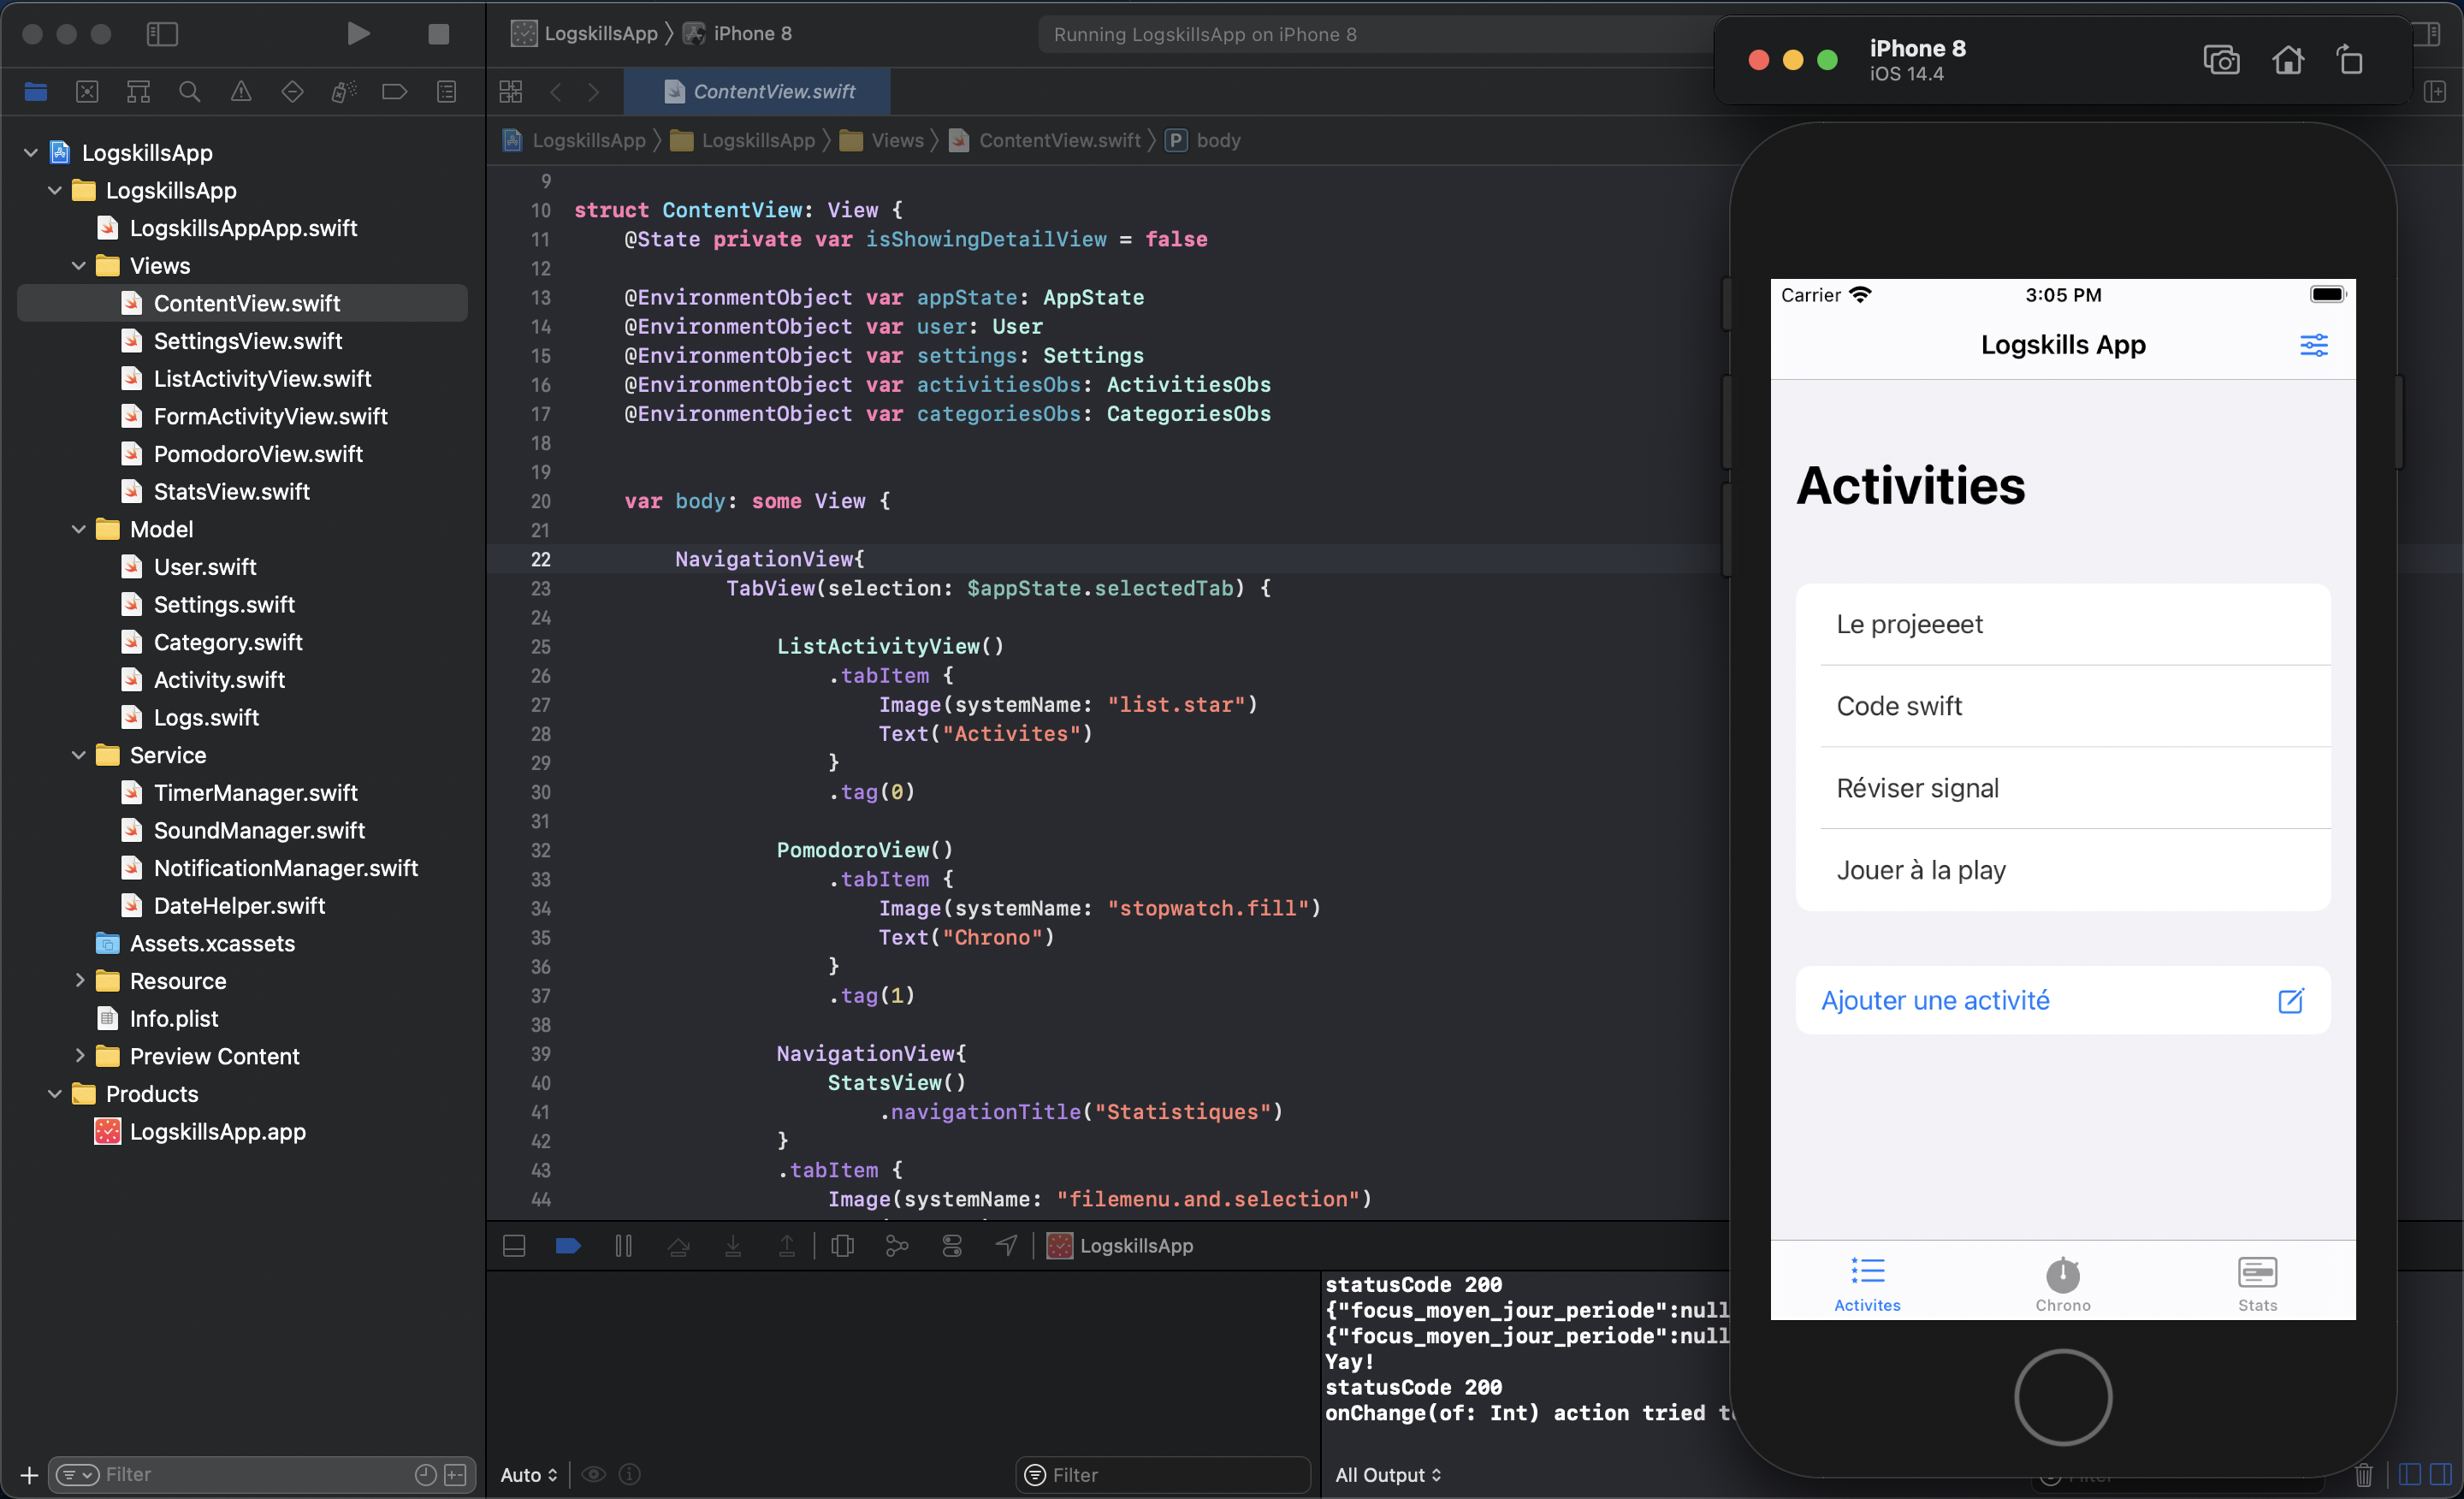 LogskillsApp
iPhone 8
Running LogskillsApp on iPhone 8
ContentView.swift
LogskillsApp
LogskillsApp
Views
ContentView.swift
P
body
LogskillsApp
LogskillsApp
LogskillsAppApp.swift
Views
ContentView.swift
SettingsView.swift
ListActivityView.swift
FormActivityView.swift
PomodoroView.swift
StatsView.swift
Model
User.swift
Settings.swift
Category.swift
Activity.swift
Logs.swift
Service
TimerManager.swift
SoundManager.swift
NotificationManager.swift
DateHelper.swift
Assets.xcassets
Resource
Info.plist
Preview Content
Products
LogskillsApp.app
Filter
9
10 struct ContentView: View {
11 @State private var isShowingDetailView = false
12
13 @EnvironmentObject var appState: AppState
14 @EnvironmentObject var user: User
15 @EnvironmentObject var settings: Settings
16 @EnvironmentObject var activitiesObs: ActivitiesObs
17 @EnvironmentObject var categoriesObs: CategoriesObs
18
19
20 var body: some View {
21
22 NavigationView{
23 TabView(selection: $appState.selectedTab) {
24
25 ListActivityView()
26 .tabItem {
27 Image(systemName: "list.star")
28 Text("Activites")
29 }
30 .tag(0)
31
32 PomodoroView()
33 .tabItem {
34 Image(systemName: "stopwatch.fill")
35 Text("Chrono")
36 }
37 .tag(1)
38
39 NavigationView{
40 StatsView()
41 .navigationTitle("Statistiques")
42 }
43 .tabItem {
44 Image(systemName: "filemenu.and.selection")
LogskillsApp
Auto
Filter
statusCode 200
{"focus_moyen_jour_periode":null
{"focus_moyen_jour_periode":null
Yay!
statusCode 200
onChange(of: Int) action tried
All Output
iPhone 8
iOS 14.4
Carrier
3:05 PM
Logskills App
Activities
Le projeeeet
Code swift
Réviser signal
Jouer à la play
Ajouter une activité
Activites
Chrono
Stats